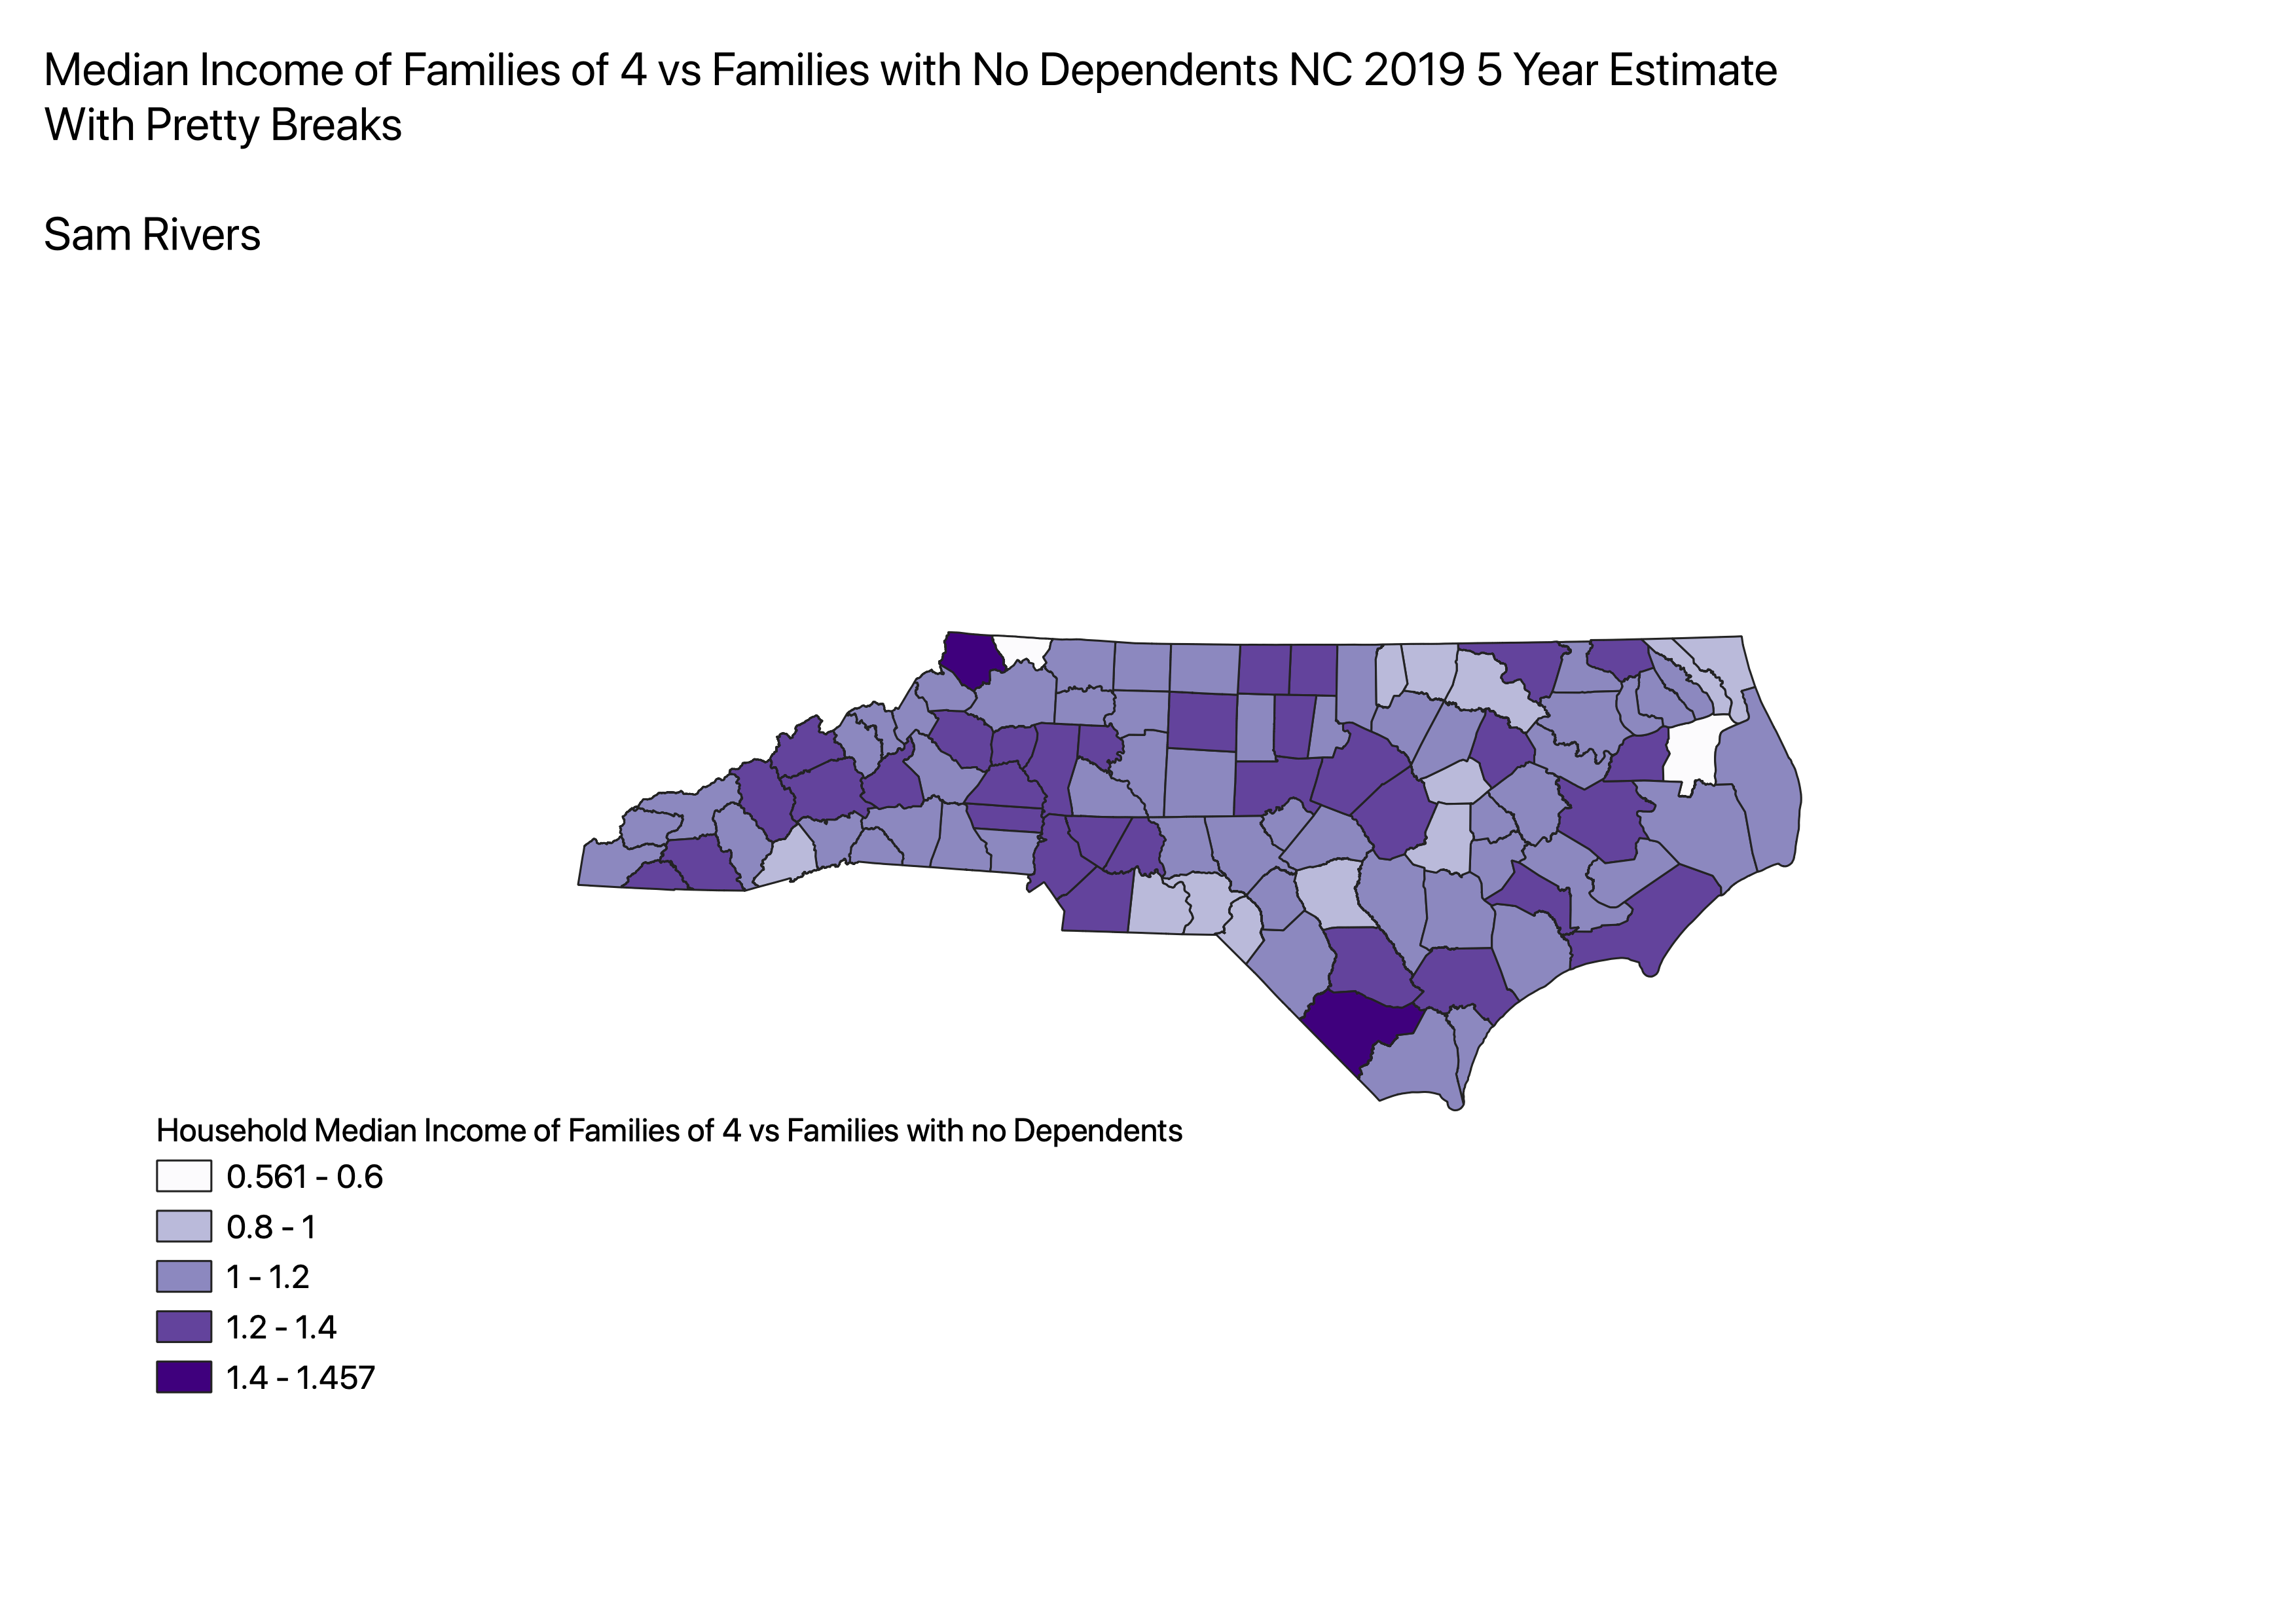 Median Income of Families of 4 vs Families with No Dependents NC 2019 5 Year Estimate
With Pretty Breaks
Sam Rivers
Household Median Income of Families of 4 vs Families with no Dependents
0.561 - 0.6
0.8 - 1
1 - 1.2
1.2 - 1.4
1.4 - 1.457